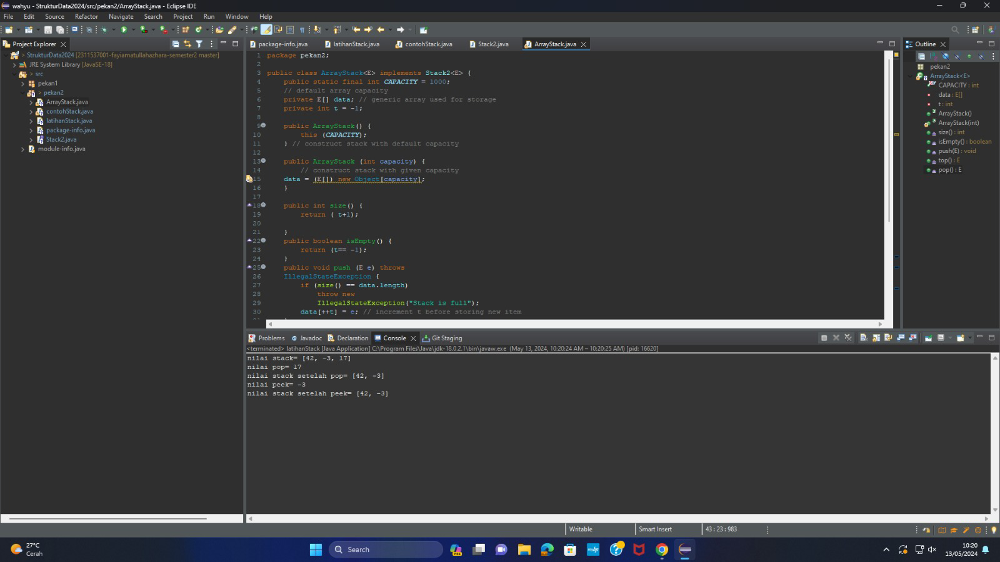 wahyu - StrukturData2024/src/pekan2/ArrayStack.java - Eclipse IDE
File Edit Source Refactor Navigate Search Project Run Window Help
Project Explorer
StrukturData2024 [2311537001-fayiamatullahazhara-semester2 master]
JRE System Library [JavaSE-18]
> src
pekan1
> pekan2
ArrayStack.java
contohStack.java
latihanStack.java
package-info.java
Stack2.java
module-info.java
package-info.java latihanStack.java contohStack.java Stack2.java ArrayStack.java
1 package pekan2;
2
3 public class ArrayStack<E> implements Stack2<E> {
4 public static final int CAPACITY = 1000;
5 // default array capacity
6 private E[] data; // generic array used for storage
7 private int t = -1;
8
9 public ArrayStack() {
10 this (CAPACITY);
11 } // construct stack with default capacity
12
13 public ArrayStack (int capacity) {
14 // construct stack with given capacity
15 data = (E[]) new Object[capacity];
16 }
17
18 public int size() {
19 return ( t+1);
20
21 }
22 public boolean isEmpty() {
23 return (t== -1);
24 }
25 public void push (E e) throws
26 IllegalStateException {
27 if (size() == data.length)
28 throw new
29 IllegalStateException("Stack is full");
30 data[++t] = e; // increment t before storing new item
Outline
pekan2
ArrayStack<E>
CAPACITY : int
data : E[]
t : int
ArrayStack()
ArrayStack(int)
size() : int
isEmpty() : boolean
push(E) : void
top() : E
pop() : E
Problems Javadoc Declaration Console Git Staging
<terminated> latihanStack [Java Application] C:\Program Files\Java\jdk-18.0.2.1\bin\javaw.exe (May 13, 2024, 10:20:24 AM – 10:20:25 AM) [pid: 16620]
nilai stack= [42, -3, 17]
nilai pop= 17
nilai stack setelah pop= [42, -3]
nilai peek= -3
nilai stack setelah peek= [42, -3]
Writable Smart Insert 43 : 23 : 983
27°C
Cerah
Search
PRE
10:20
13/05/2024